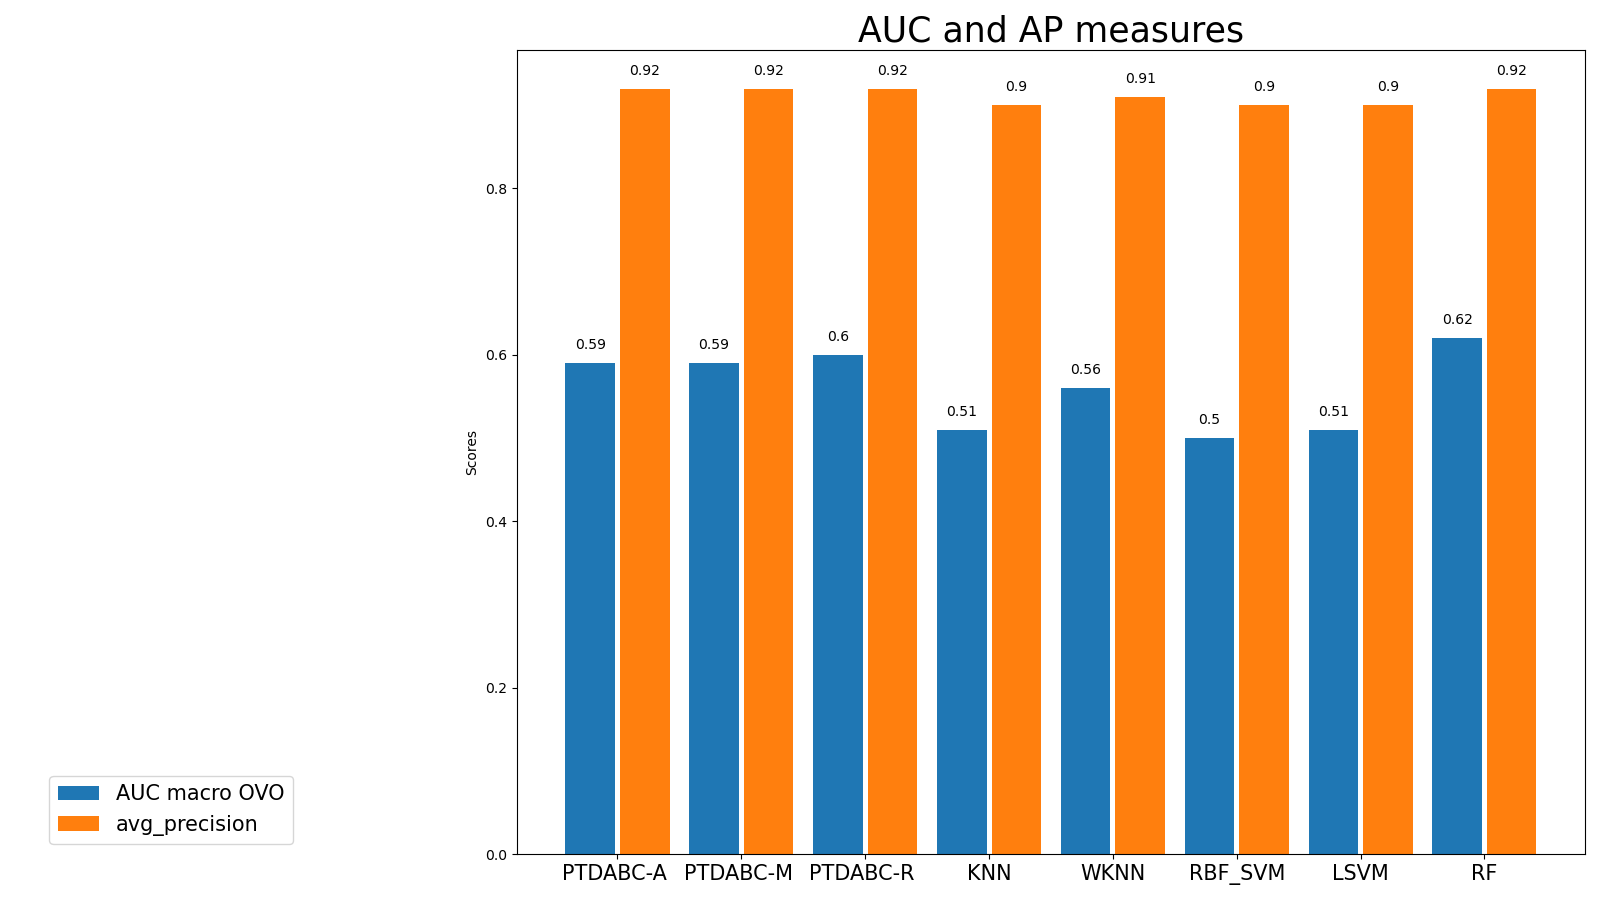 AUC and AP measures
0.92 0.92 0.92 0.9 0.91 0.9 0.9 0.92
0.8
0.59 0.59 0.6 0.51 0.56 0.5 0.51 0.62
0.6
Scores
0.4
0.2
0.0
PTDABC-A PTDABC-M PTDABC-R KNN WKNN RBF_SVM LSVM RF
AUC macro OVO
avg_precision